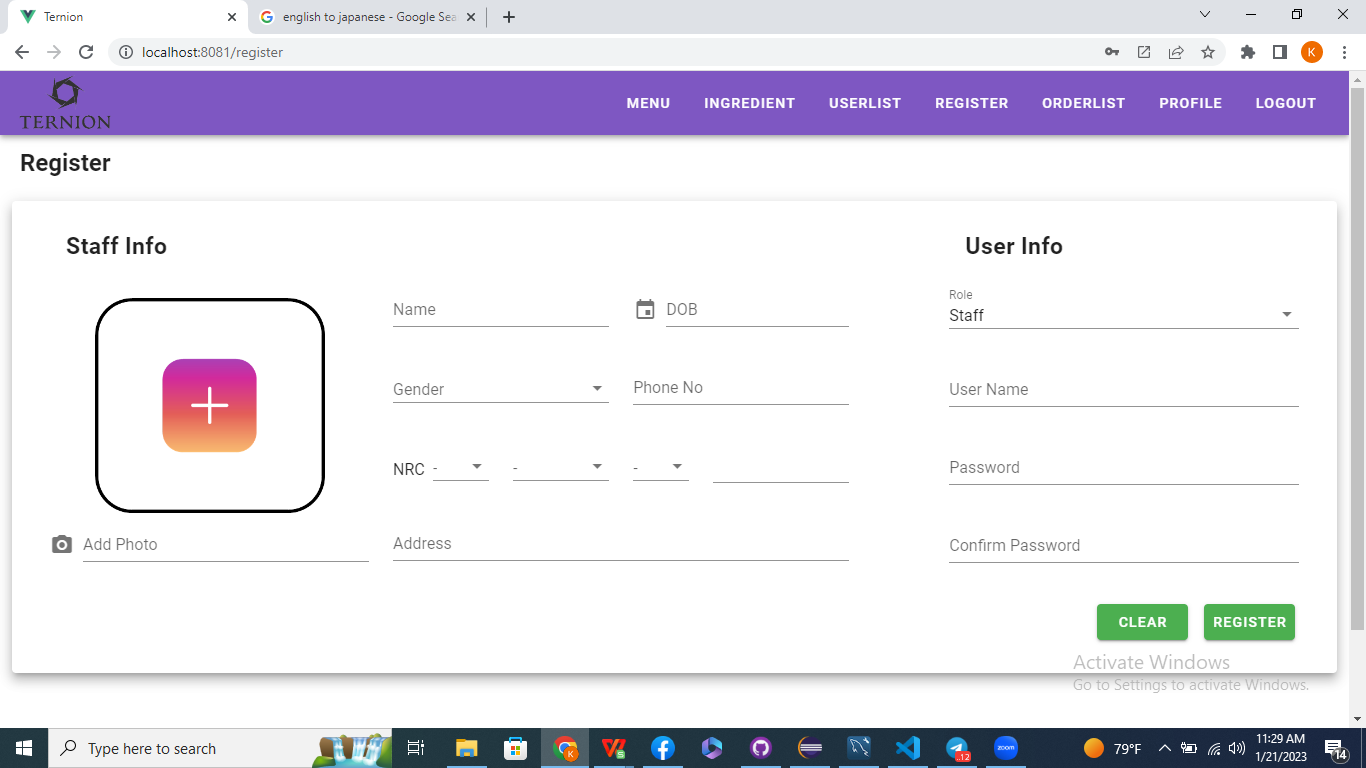 Ternion
english to japanese - Google Sea
localhost:8081/register
K
TERNION
MENU INGREDIENT USERLIST REGISTER ORDERLIST PROFILE LOGOUT
Register
Staff Info
User Info
Name
DOB
Role
Staff
Gender
Phone No
User Name
NRC - - -
Password
Add Photo
Address
Confirm Password
CLEAR REGISTER
Activate Windows
Go to Settings to activate Windows.
Type here to search
K
.12
zoom
79°F
11:29 AM
1/21/2023
14